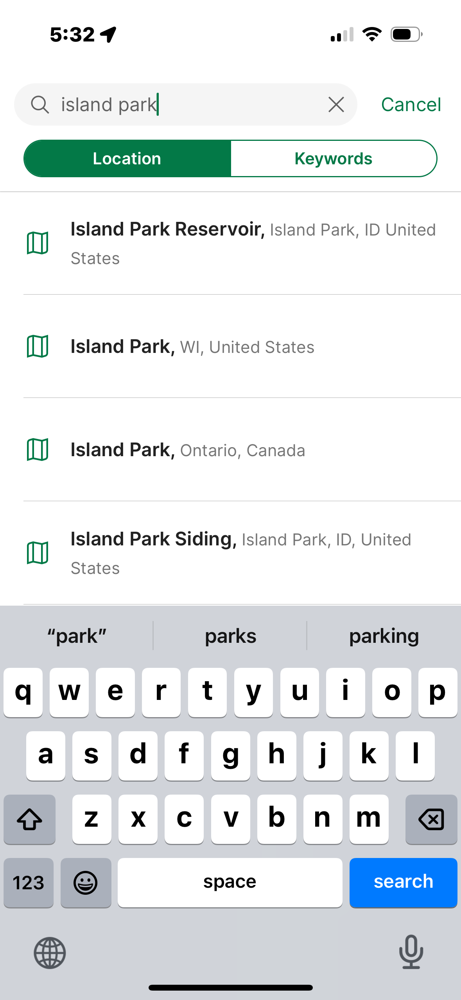 5:32
island park
Cancel
Location
Keywords
Island Park Reservoir, Island Park, ID United
States
Island Park, WI, United States
Island Park, Ontario, Canada
Island Park Siding, Island Park, ID, United
States
“park”
parks
parking
q w e r t y u i o p
a s d f g h j k l
z x c v b n m
123
space
search